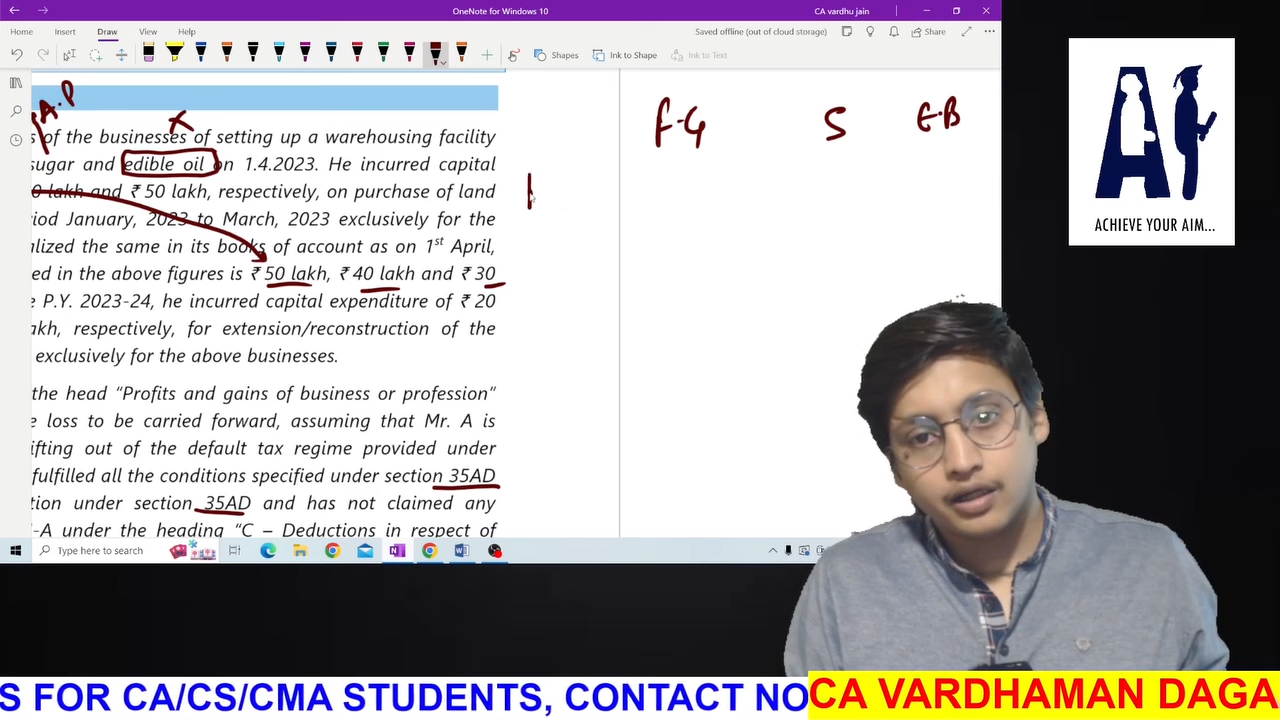 OneNote for Windows 10
CA vardhu jain
Home Insert Draw View Help
Saved offline (out of cloud storage)
Share
Shapes
Ink to Shape
Ink to Text
A.P
X
s of the businesses of setting up a warehousing facility
sugar and edible oil on 1.4.2023. He incurred capital
0 lakh and ₹ 50 lakh, respectively, on purchase of land
riod January, 2023 to March, 2023 exclusively for the
alized the same in its books of account as on 1st April,
ed in the above figures is ₹ 50 lakh, ₹ 40 lakh and ₹ 30
e P.Y. 2023-24, he incurred capital expenditure of ₹ 20
akh, respectively, for extension/reconstruction of the
exclusively for the above businesses.
the head “Profits and gains of business or profession”
e loss to be carried forward, assuming that Mr. A is
ifting out of the default tax regime provided under
fulfilled all the conditions specified under section 35AD
tion under section 35AD and has not claimed any
I-A under the heading “C – Deductions in respect of
F.G S E.B
Type here to search
AI
ACHIEVE YOUR AIM...
S FOR CA/CS/CMA STUDENTS, CONTACT NO
CA VARDHAMAN DAGA